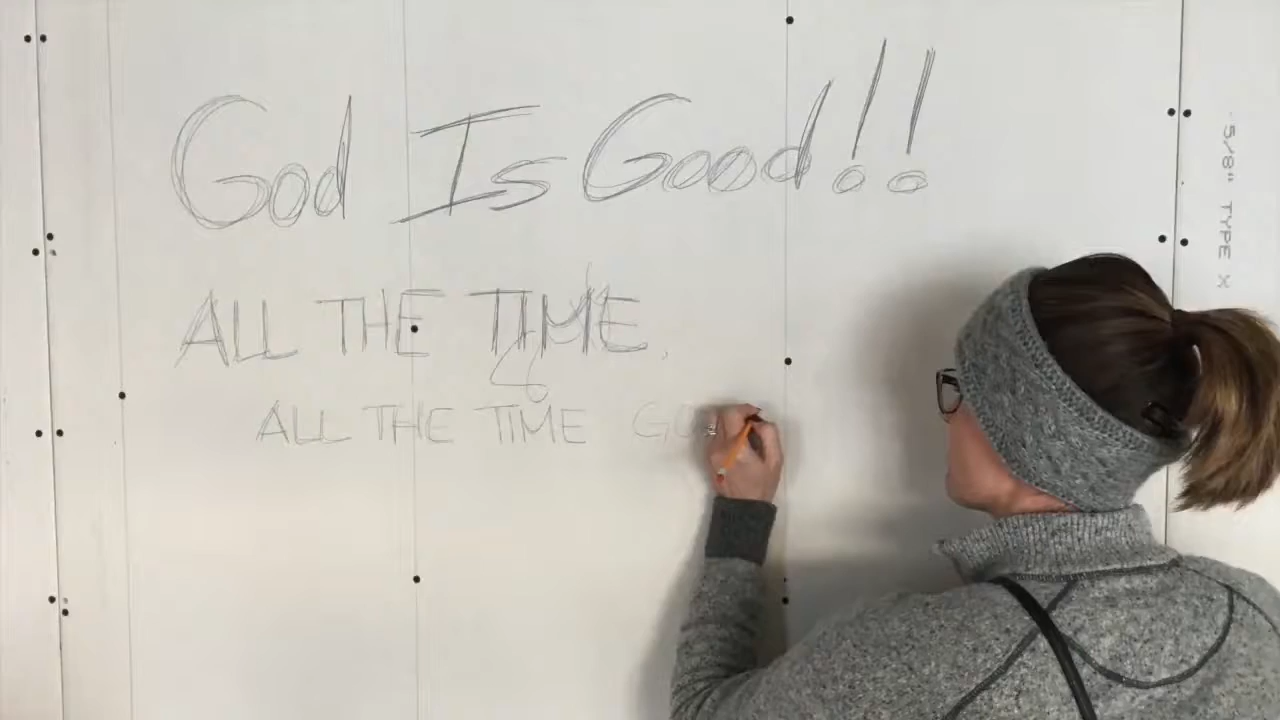 God Is Good!!
ALL THE TIME.
&
ALL THE TIME
5/8" TYPE X